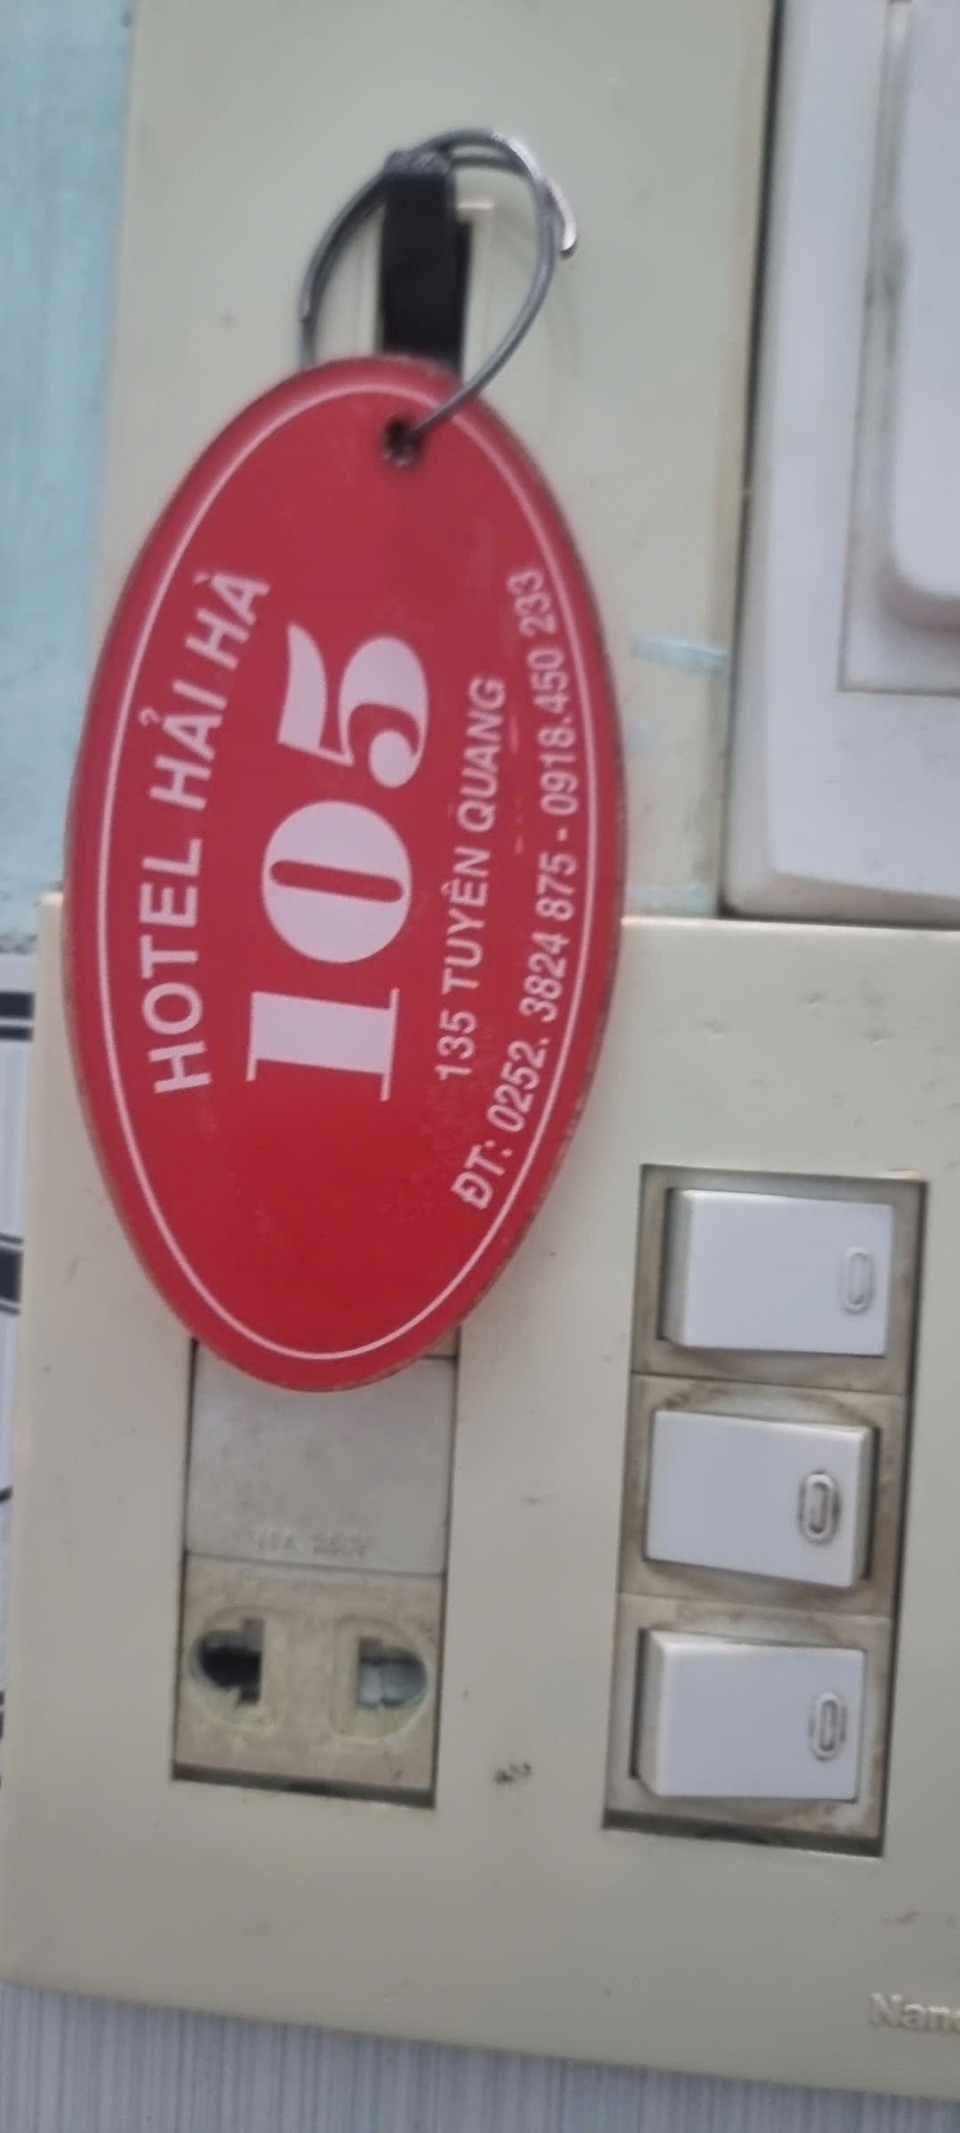 HOTEL HẢI HÀ
105
135 TUYÊN QUANG
ĐT: 0252. 3824 875 - 0918.450 233